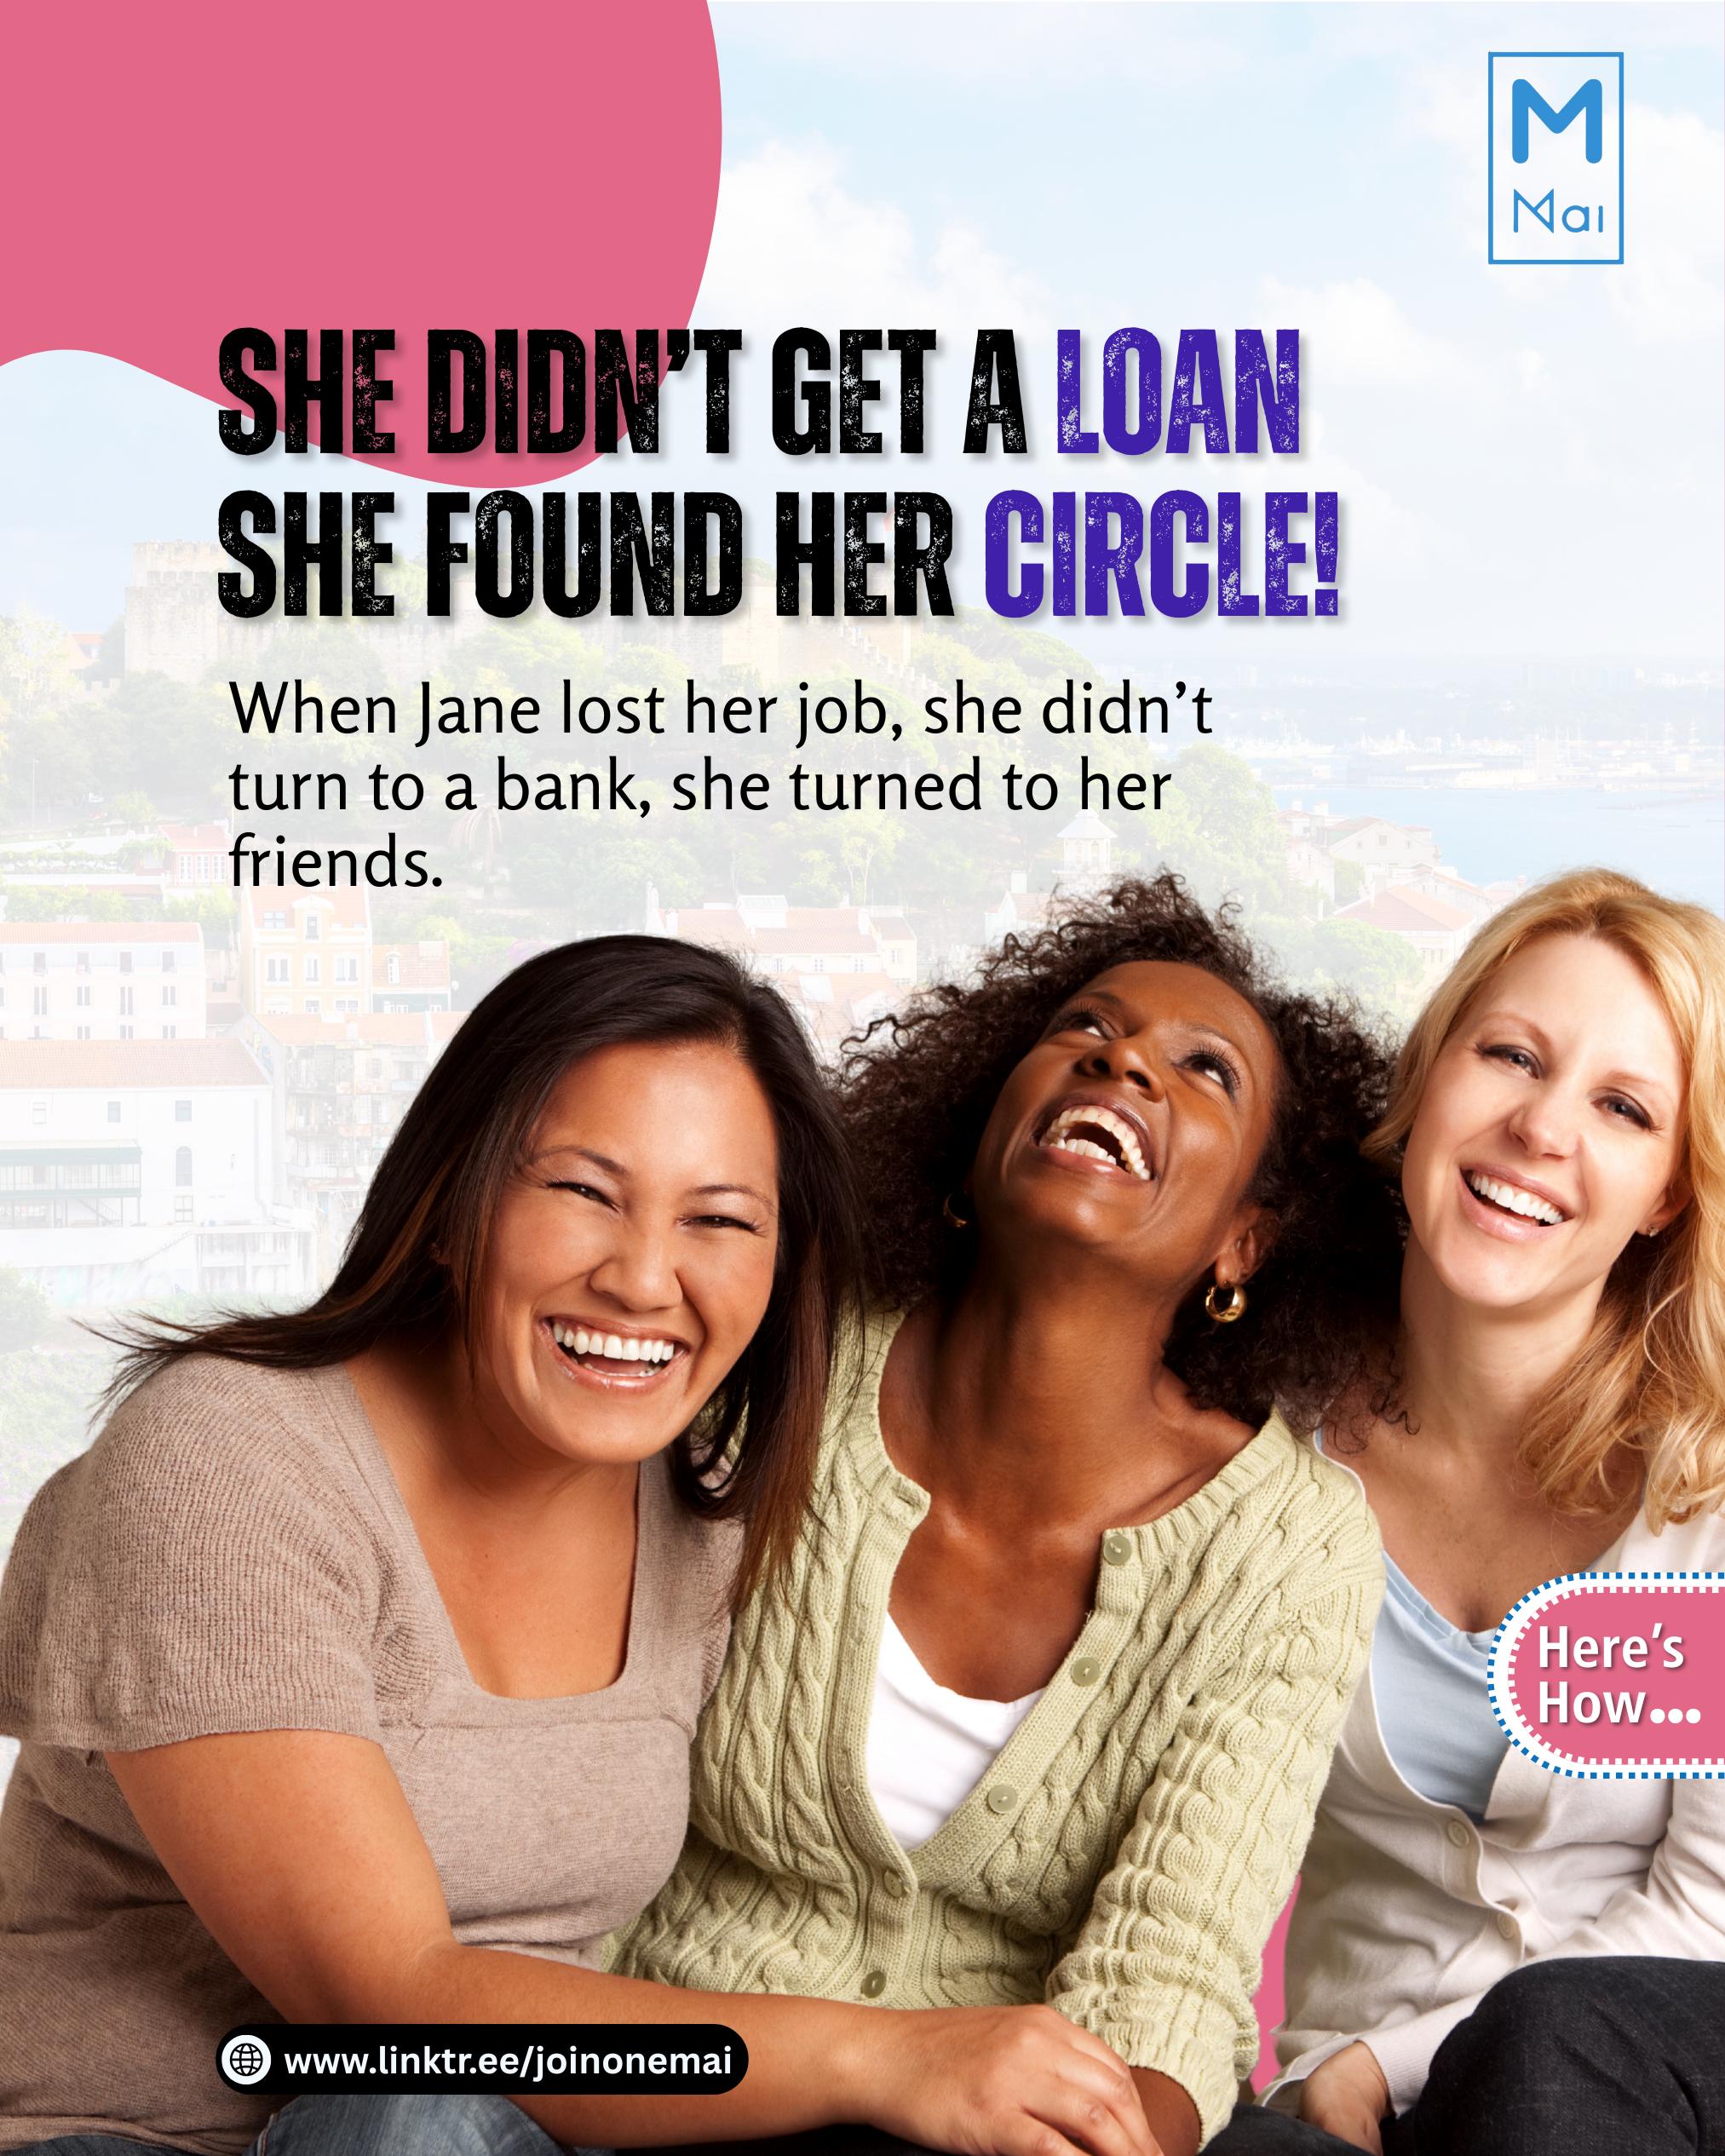 M
Mai
SHE DIDN'T GET A LOAN
SHE FOUND HER CIRCLE!
When Jane lost her job, she didn't
turn to a bank, she turned to her
friends.
Here's
How...
www.linktr.ee/joinonemai